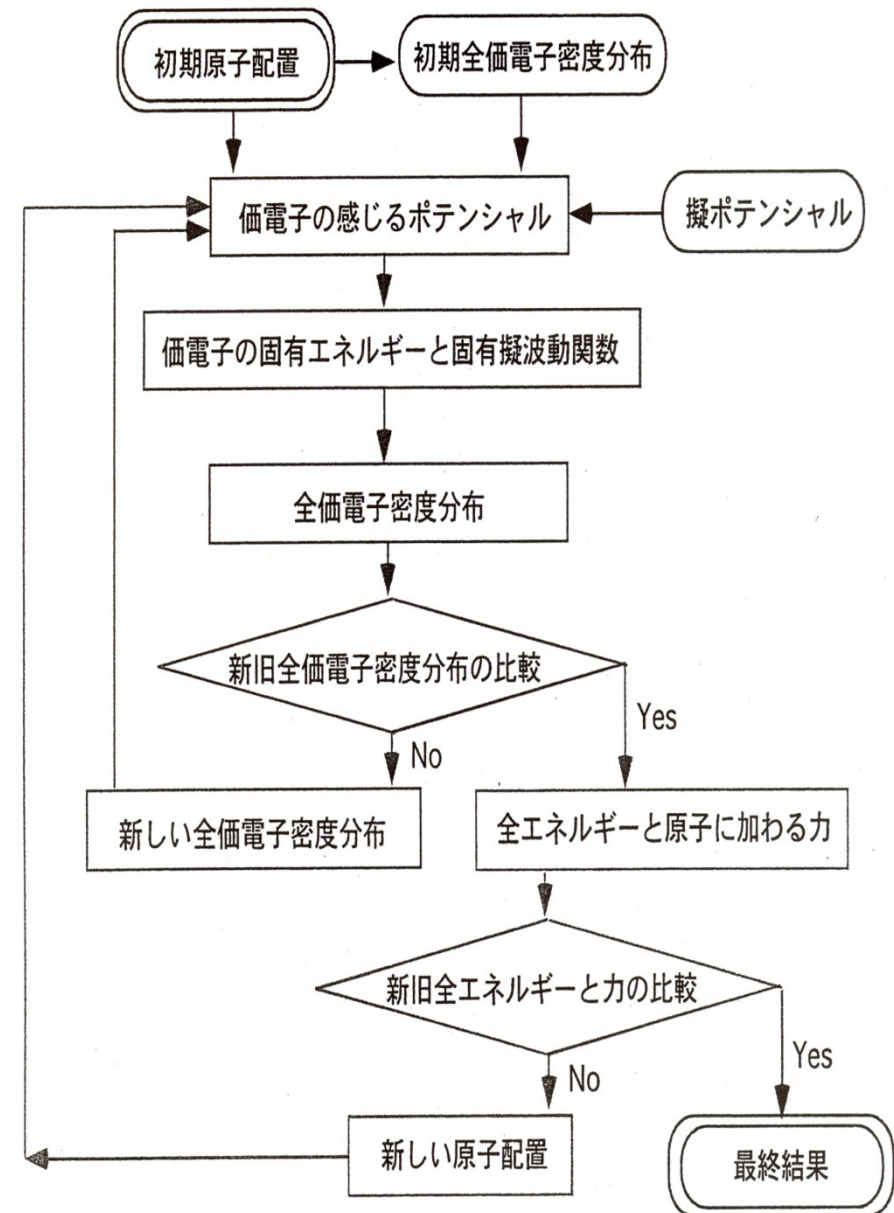 初期原子配置
初期全価電子密度分布
価電子の感じるポテンシャル
擬ポテンシャル
価電子の固有エネルギーと固有擬波動関数
全価電子密度分布
新旧全価電子密度分布の比較
Yes
No
新しい全価電子密度分布
全エネルギーと原子に加わる力
新旧全エネルギーと力の比較
Yes
No
新しい原子配置
最終結果